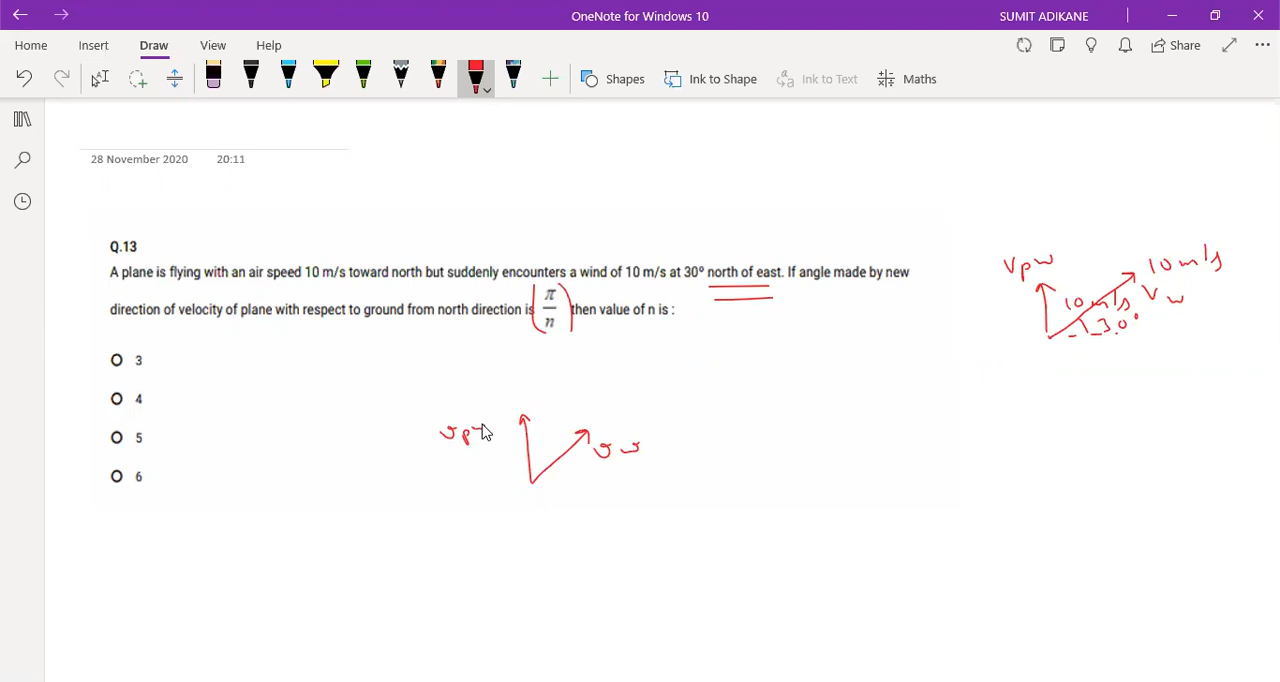 OneNote for Windows 10
SUMIT ADIKANE
Home Insert Draw View Help
Share
Shapes Ink to Shape Ink to Text Maths
28 November 2020 20:11
Q.13
A plane is flying with an air speed 10 m/s toward north but suddenly encounters a wind of 10 m/s at 30° north of east. If angle made by new
direction of velocity of plane with respect to ground from north direction is (π/n) then value of n is :
3
4
5
6
Vpw
10 m/s
10 m/s
Vw
30°
vw